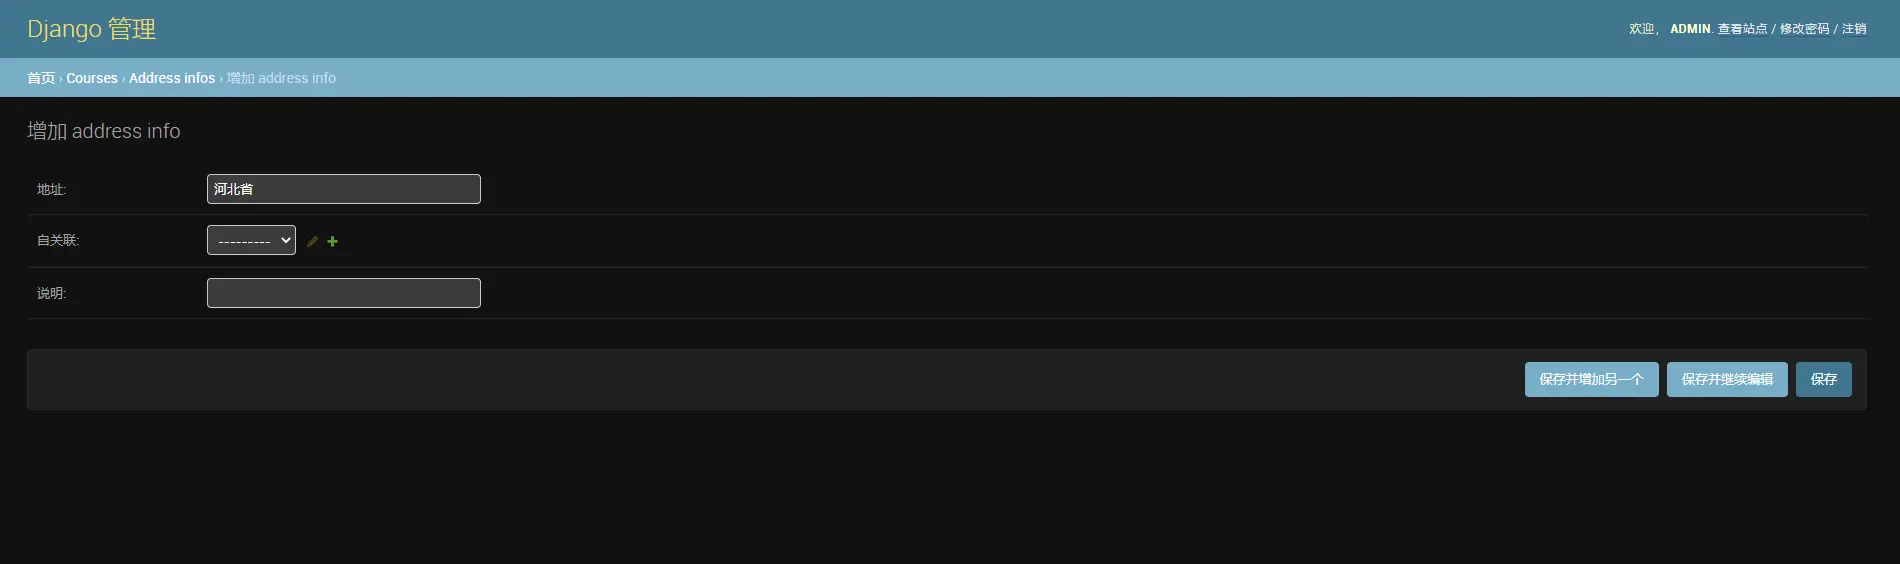 Django 管理
欢迎， ADMIN. 查看站点 / 修改密码 / 注销
首页 › Courses › Address infos › 增加 address info
增加 address info
地址: 河北省
自关联: ---------
说明:
保存并增加另一个 保存并继续编辑 保存